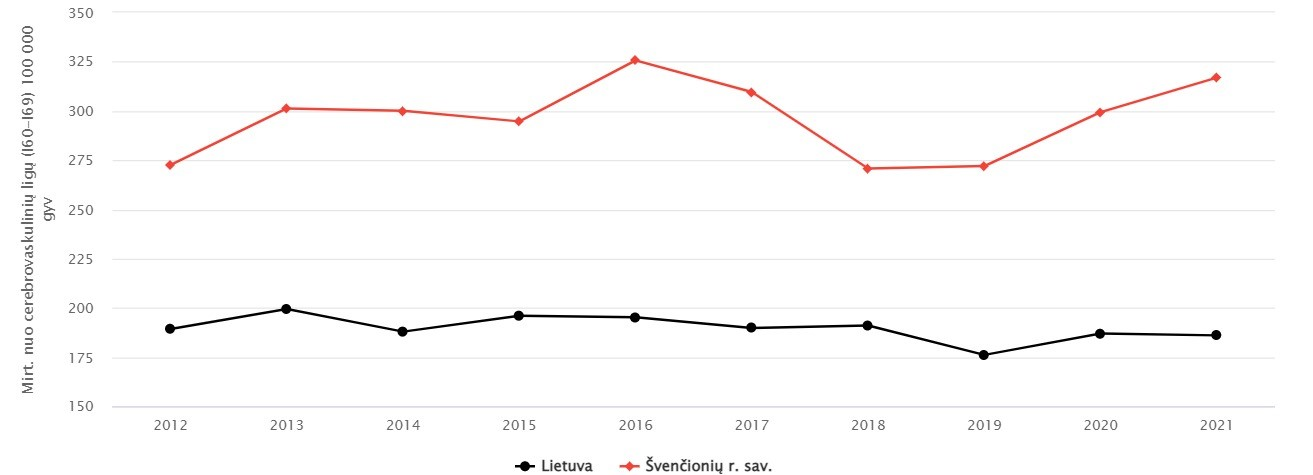 Mirt. nuo cerebrovaskulinių ligų (I60–I69) 100 000
gyv
350
325
300
275
250
225
200
175
150
2012 2013 2014 2015 2016 2017 2018 2019 2020 2021
Lietuva Švenčionių r. sav.